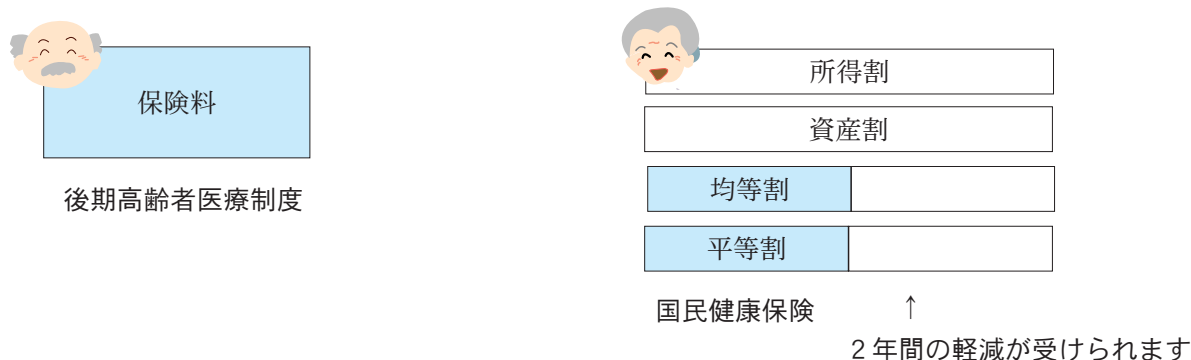 保険料
後期高齢者医療制度
所得割
資産割
均等割
平等割
国民健康保険
↑
2年間の軽減が受けられます